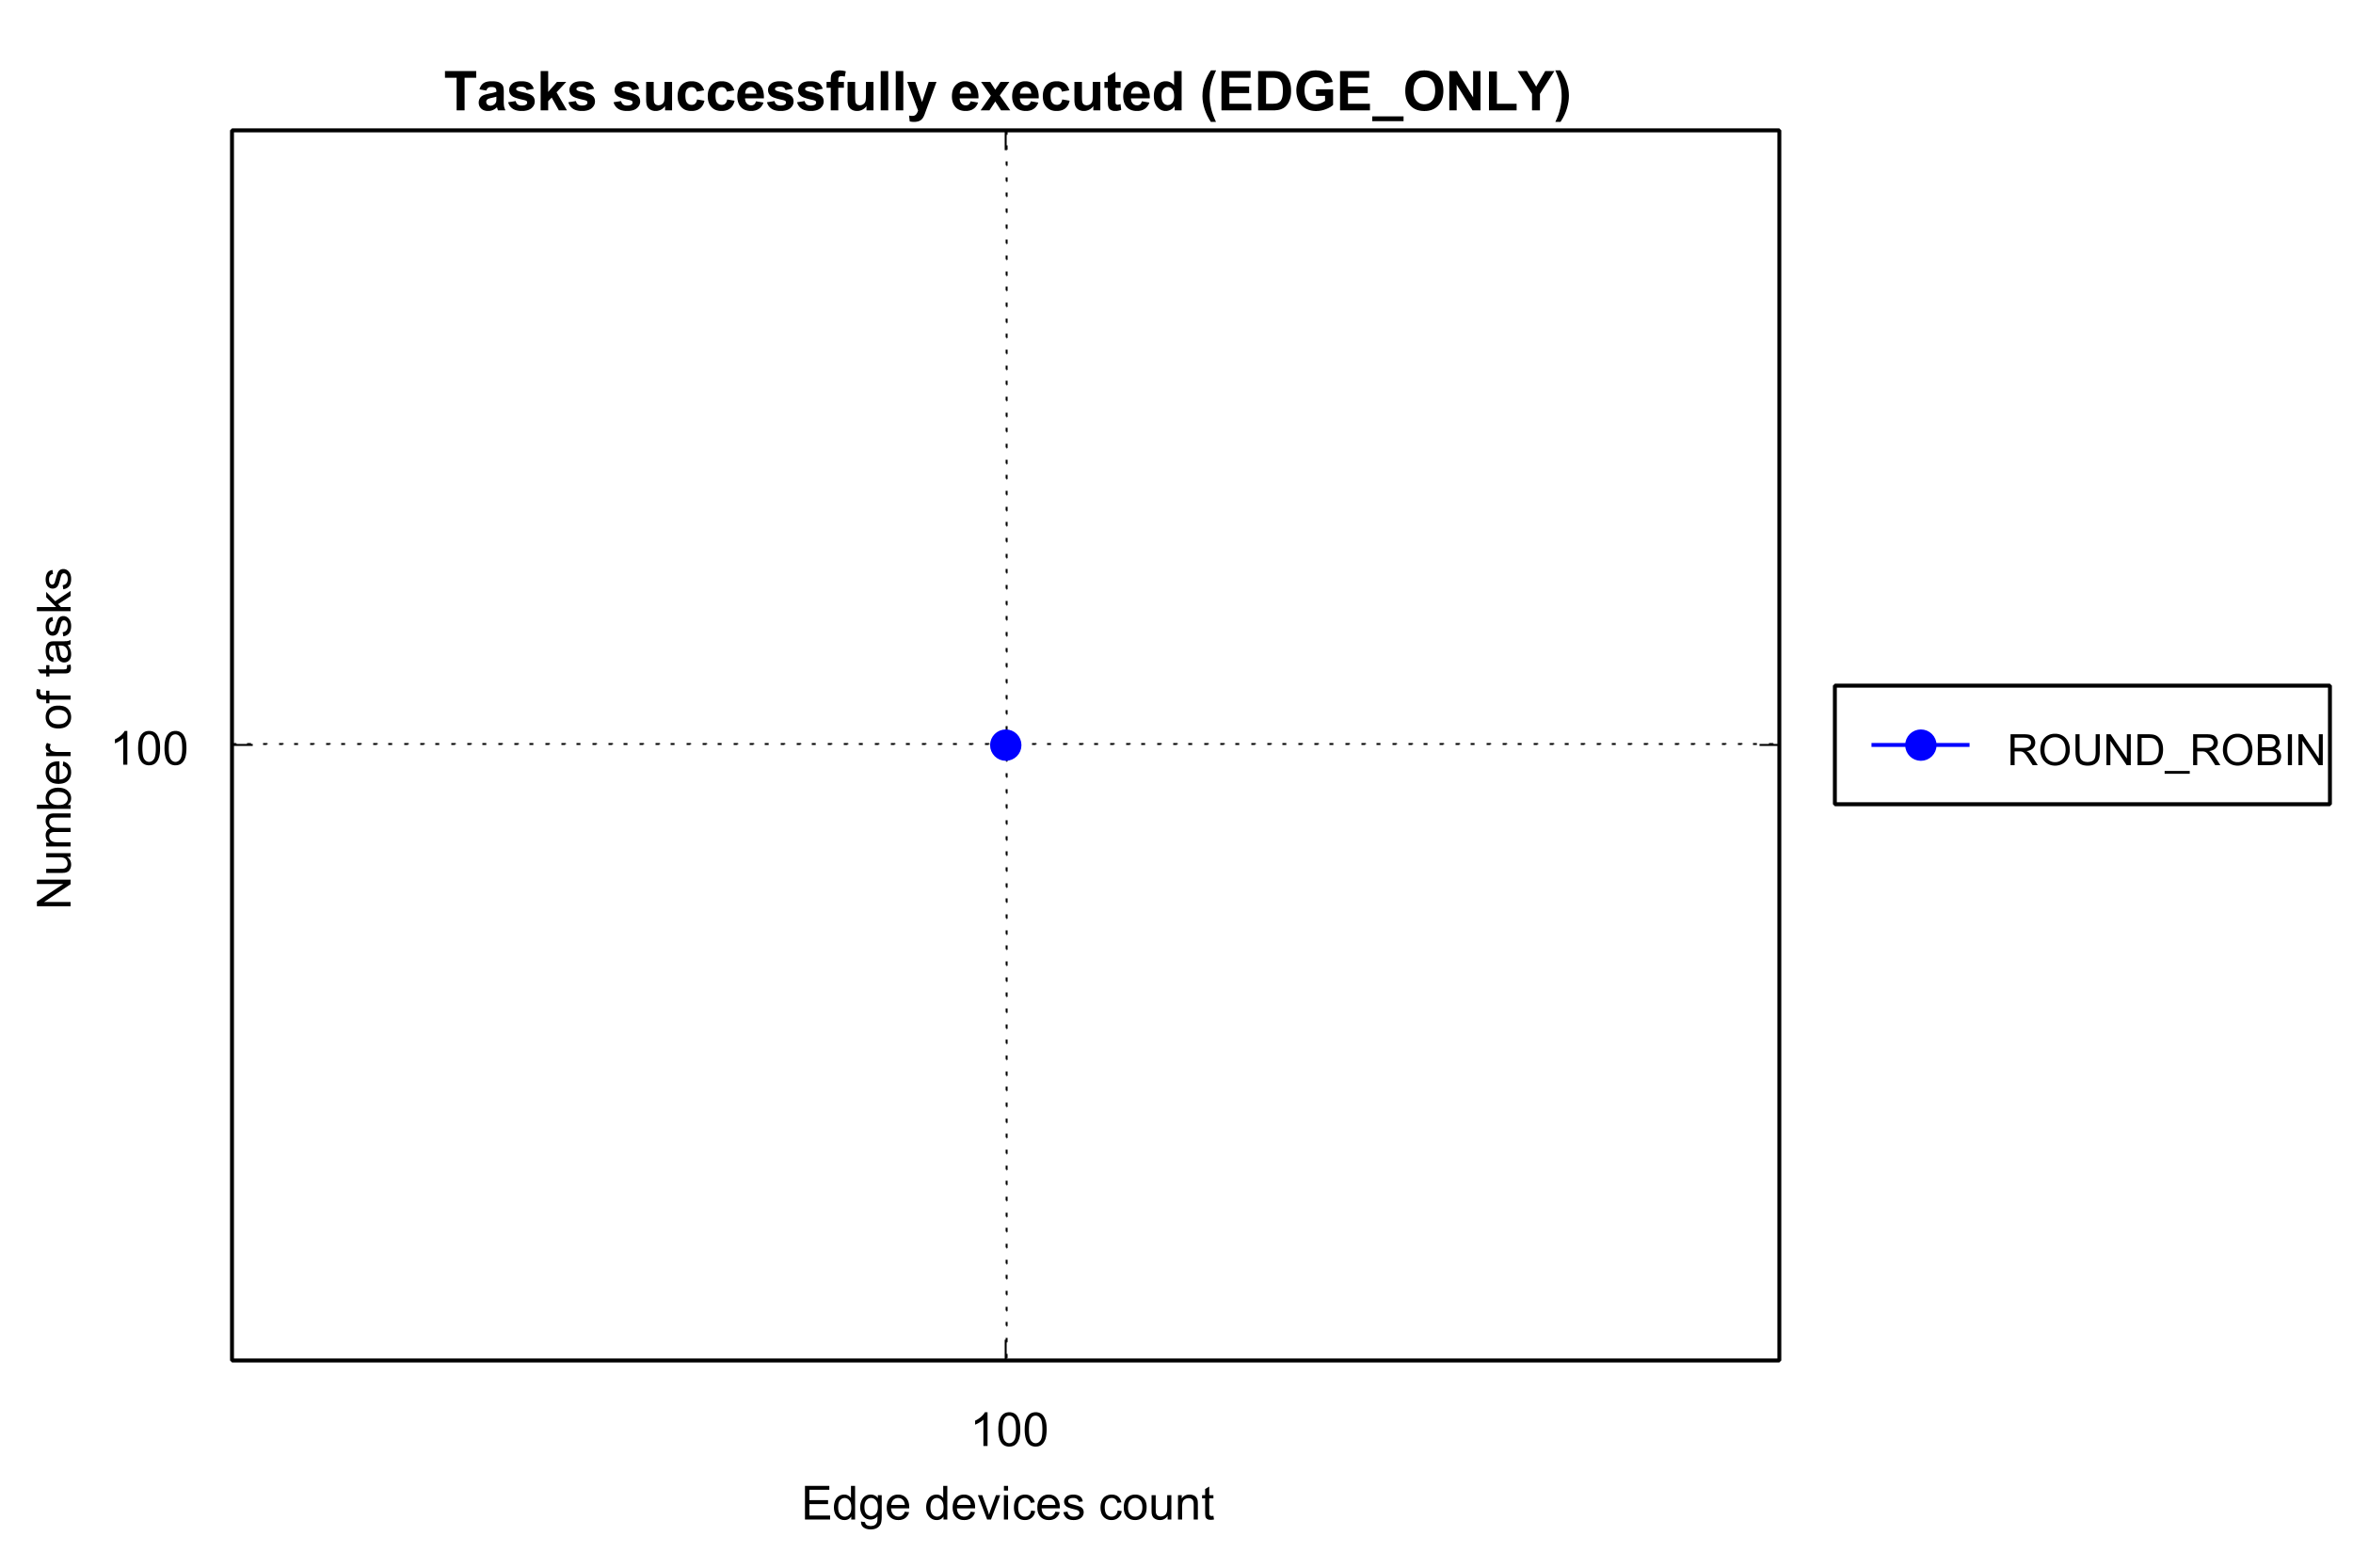 Tasks successfully executed (EDGE_ONLY)
Number of tasks
100
ROUND_ROBIN
100
Edge devices count